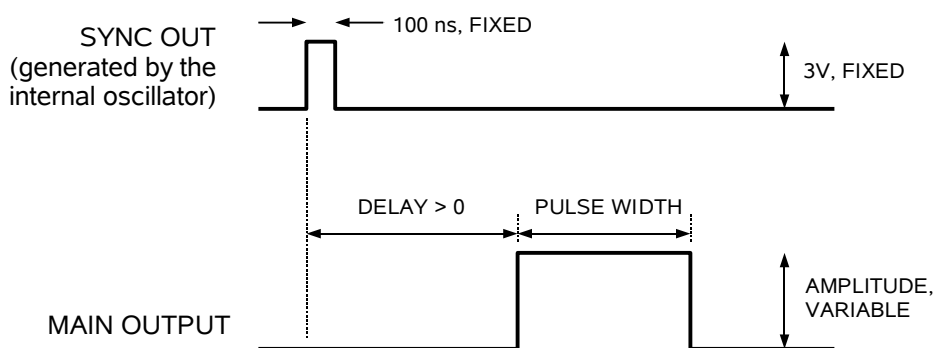 SYNC OUT
(generated by the
internal oscillator)
100 ns, FIXED
3V, FIXED
DELAY > 0
PULSE WIDTH
AMPLITUDE,
VARIABLE
MAIN OUTPUT